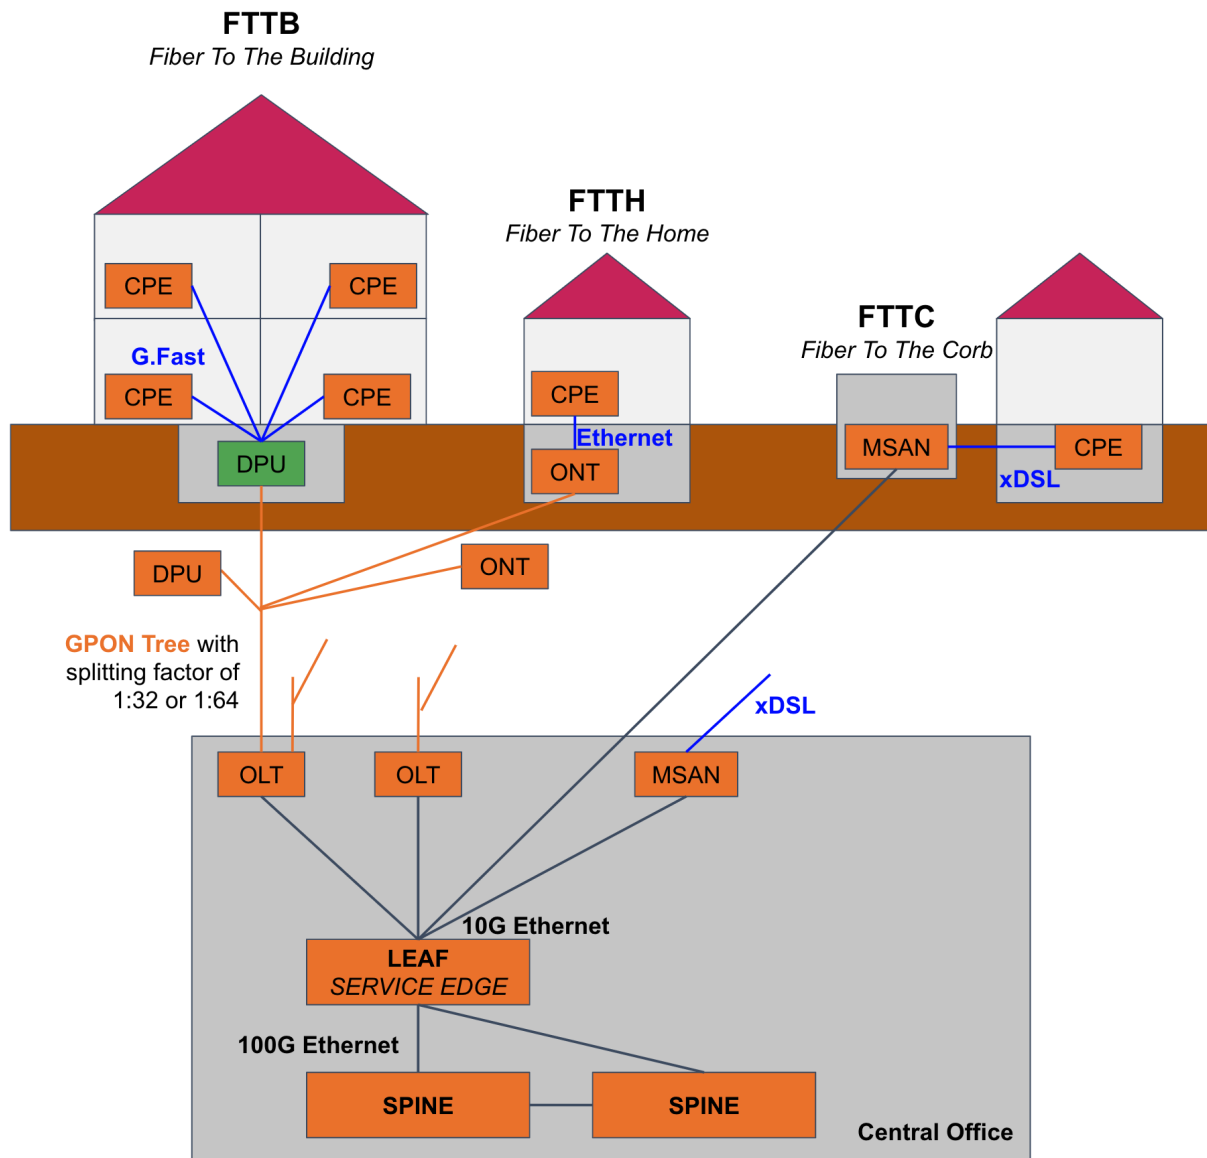 FTTB
Fiber To The Building
FTTH
Fiber To The Home
FTTC
Fiber To The Corb
CPE
CPE
G.Fast
CPE
CPE
CPE
Ethernet
DPU
ONT
MSAN
CPE
xDSL
DPU
ONT
GPON Tree with
splitting factor of
1:32 or 1:64
xDSL
OLT
OLT
MSAN
10G Ethernet
LEAF
SERVICE EDGE
100G Ethernet
SPINE
SPINE
Central Office